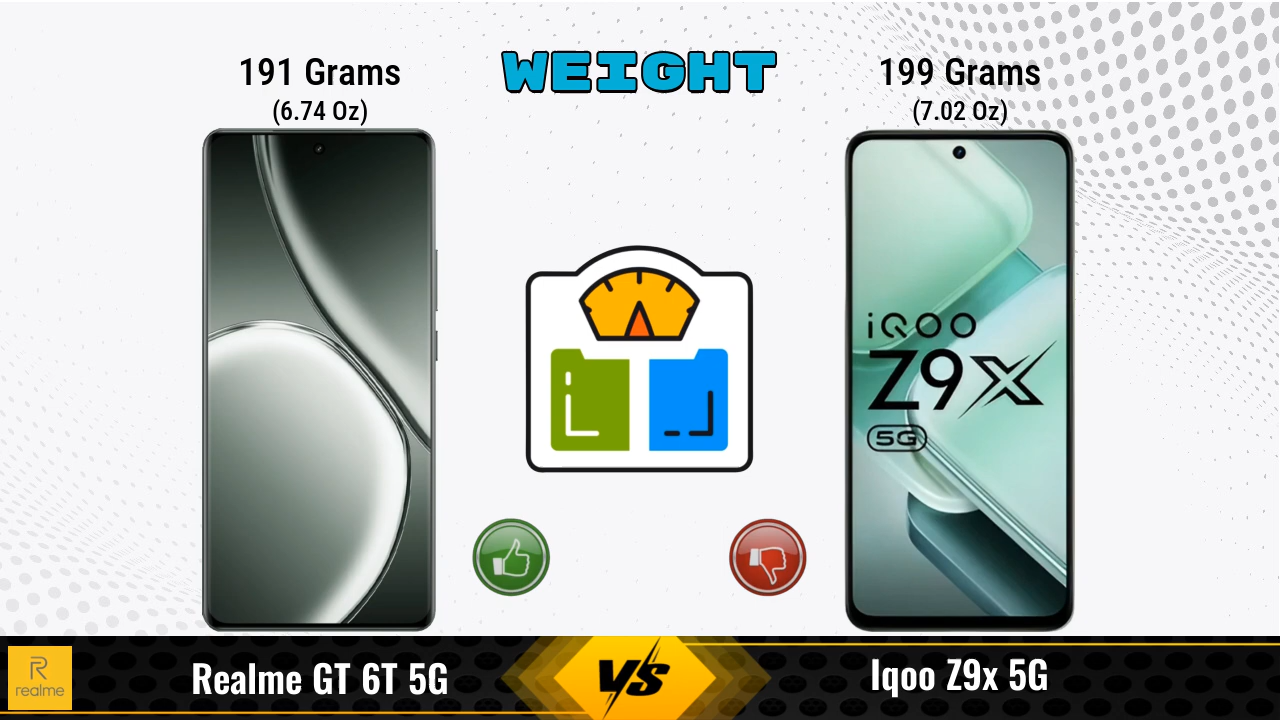 WEIGHT
191 Grams
(6.74 Oz)
199 Grams
(7.02 Oz)
iQOO
Z9x
5G
realme
Realme GT 6T 5G
VS
Iqoo Z9x 5G